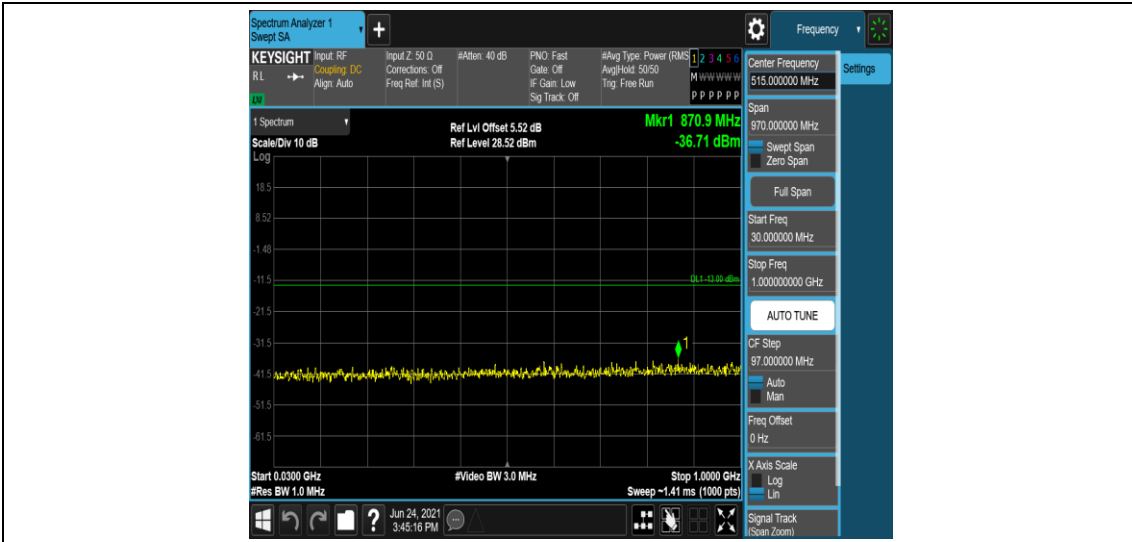 Spectrum Analyzer 1
Swept SA
+
Frequency
KEYSIGHT
RL
LXI
Input: RF
Coupling: DC
Align: Auto
Input Z: 50 Ω
Corrections: Off
Freq Ref: Int (S)
#Atten: 40 dB
PNO: Fast
Gate: Off
IF Gain: Low
Sig Track: Off
#Avg Type: Power (RMS
Avg|Hold: 50/50
Trig: Free Run
1 2 3 4 5 6
M W W W W W
P P P P P P
1 Spectrum
Scale/Div 10 dB
Log
Ref Lvl Offset 5.52 dB
Ref Level 28.52 dBm
Mkr1 870.9 MHz
-36.71 dBm
18.5
8.52
-1.48
-11.5
DL1 -13.00 dBm
-21.5
-31.5
1
-41.5
-51.5
-61.5
Start 0.0300 GHz
#Res BW 1.0 MHz
#Video BW 3.0 MHz
Stop 1.0000 GHz
Sweep ~1.41 ms (1000 pts)
?
Jun 24, 2021
3:45:16 PM
Center Frequency
515.000000 MHz
Settings
Span
970.000000 MHz
Swept Span
Zero Span
Full Span
Start Freq
30.000000 MHz
Stop Freq
1.000000000 GHz
AUTO TUNE
CF Step
97.000000 MHz
Auto
Man
Freq Offset
0 Hz
X Axis Scale
Log
Lin
Signal Track
(Span Zoom)